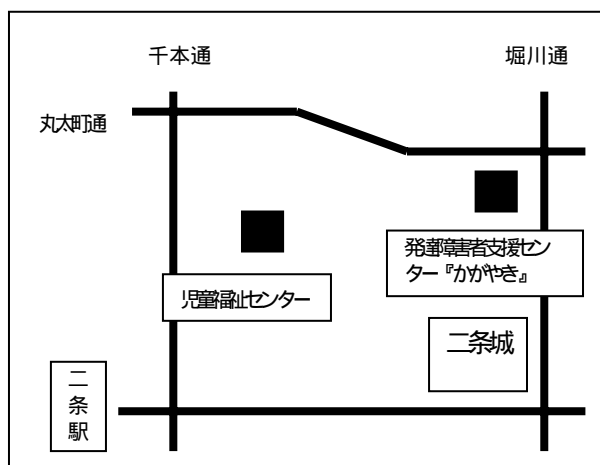 千本通
堀川通
丸太町通
発達障害者支援セン
ター『かがやき』
児童福祉センター
二条城
二条駅